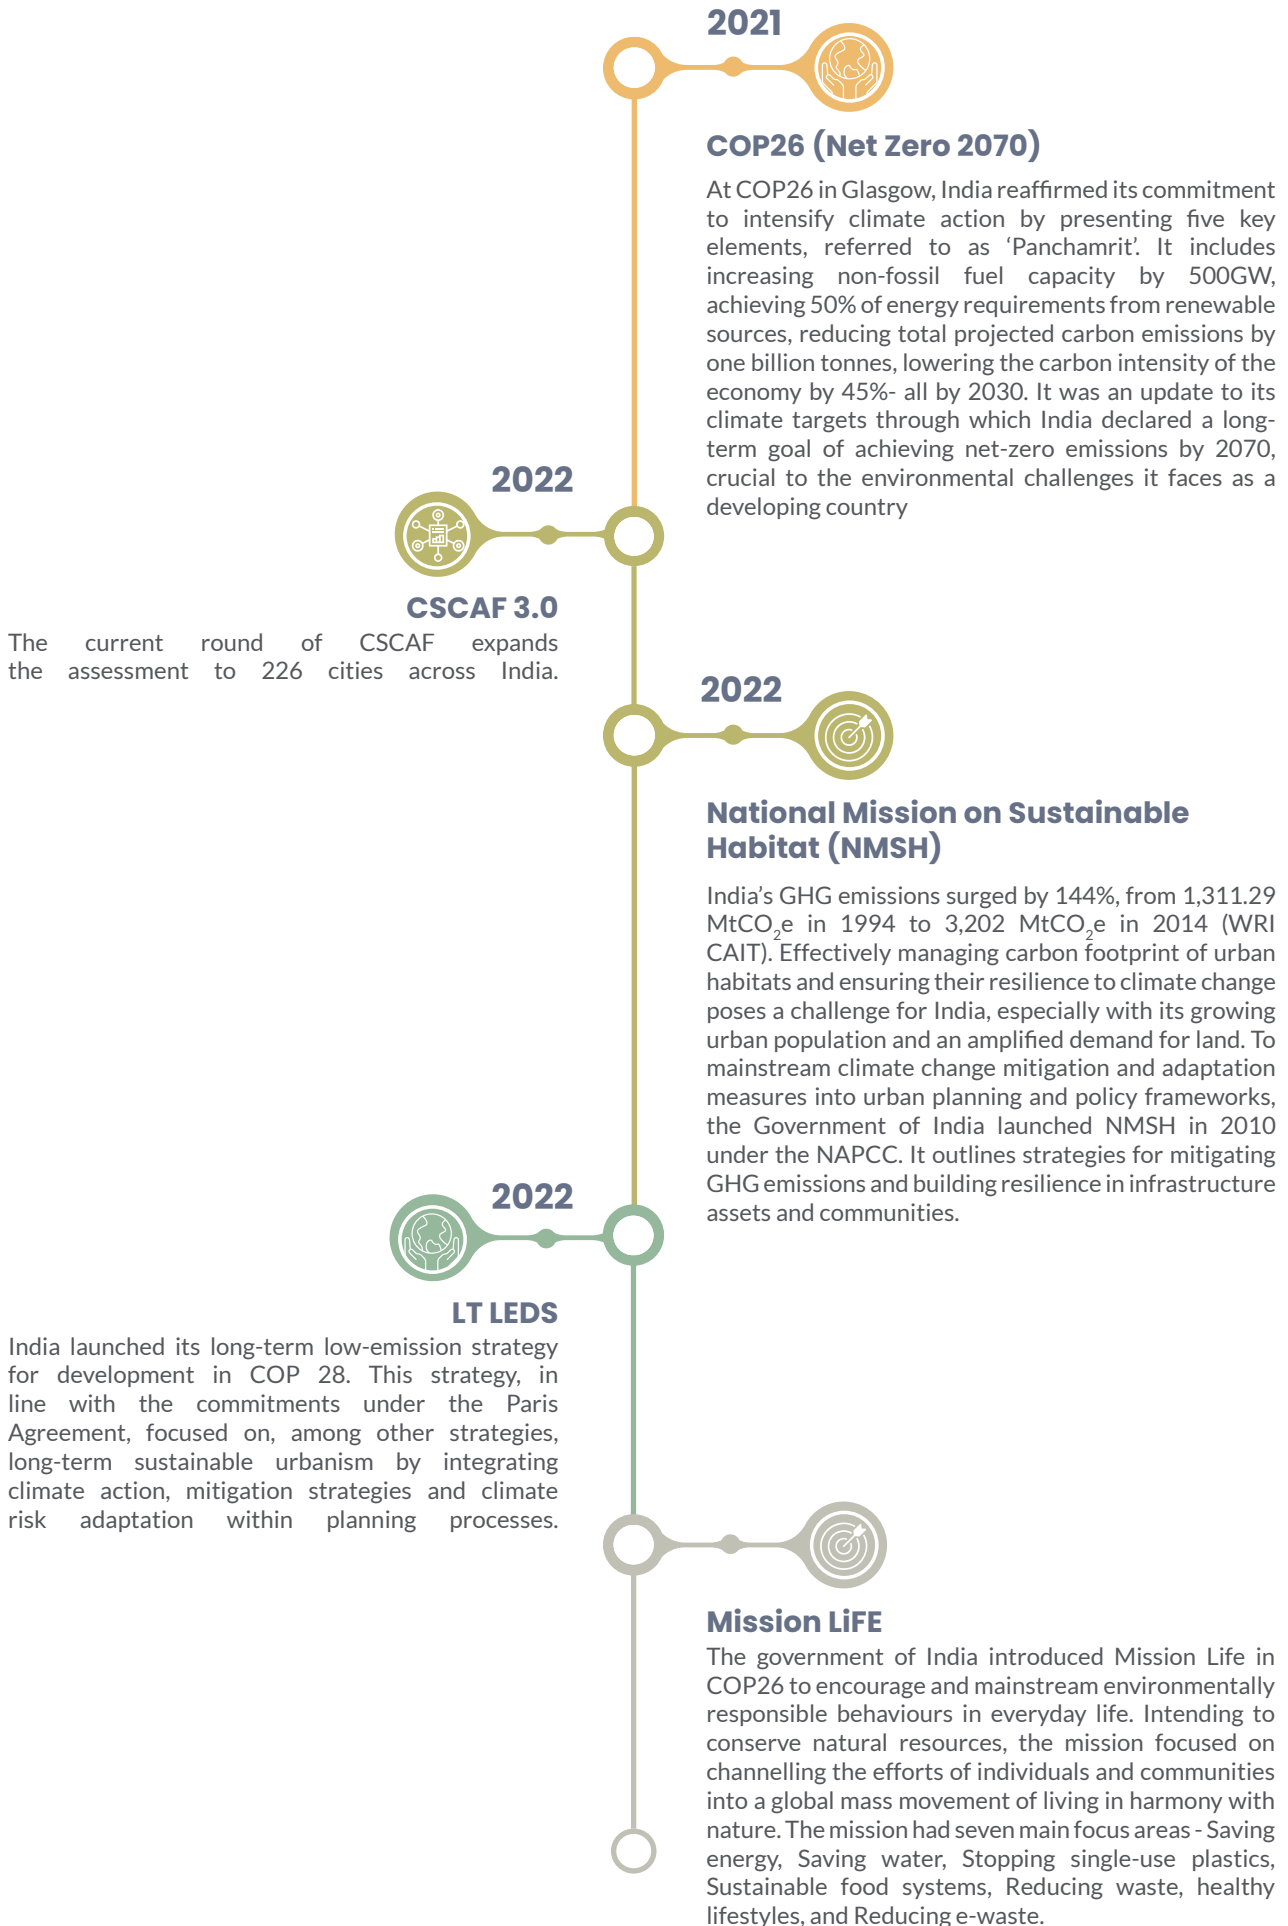 2021
COP26 (Net Zero 2070)
At COP26 in Glasgow, India reaffirmed its commitment
to intensify climate action by presenting five key
elements, referred to as ‘Panchamrit’. It includes
increasing non-fossil fuel capacity by 500GW,
achieving 50% of energy requirements from renewable
sources, reducing total projected carbon emissions by
one billion tonnes, lowering the carbon intensity of the
economy by 45%- all by 2030. It was an update to its
climate targets through which India declared a long-
term goal of achieving net-zero emissions by 2070,
crucial to the environmental challenges it faces as a
developing country
2022
CSCAF 3.0
The current round of CSCAF expands
the assessment to 226 cities across India.
2022
National Mission on Sustainable
Habitat (NMSH)
India’s GHG emissions surged by 144%, from 1,311.29
MtCO₂e in 1994 to 3,202 MtCO₂e in 2014 (WRI
CAIT). Effectively managing carbon footprint of urban
habitats and ensuring their resilience to climate change
poses a challenge for India, especially with its growing
urban population and an amplified demand for land. To
mainstream climate change mitigation and adaptation
measures into urban planning and policy frameworks,
the Government of India launched NMSH in 2010
under the NAPCC. It outlines strategies for mitigating
GHG emissions and building resilience in infrastructure
assets and communities.
2022
LT LEDS
India launched its long-term low-emission strategy
for development in COP 28. This strategy, in
line with the commitments under the Paris
Agreement, focused on, among other strategies,
long-term sustainable urbanism by integrating
climate action, mitigation strategies and climate
risk adaptation within planning processes.
Mission LiFE
The government of India introduced Mission Life in
COP26 to encourage and mainstream environmentally
responsible behaviours in everyday life. Intending to
conserve natural resources, the mission focused on
channelling the efforts of individuals and communities
into a global mass movement of living in harmony with
nature. The mission had seven main focus areas - Saving
energy, Saving water, Stopping single-use plastics,
Sustainable food systems, Reducing waste, healthy
lifestyles, and Reducing e-waste.